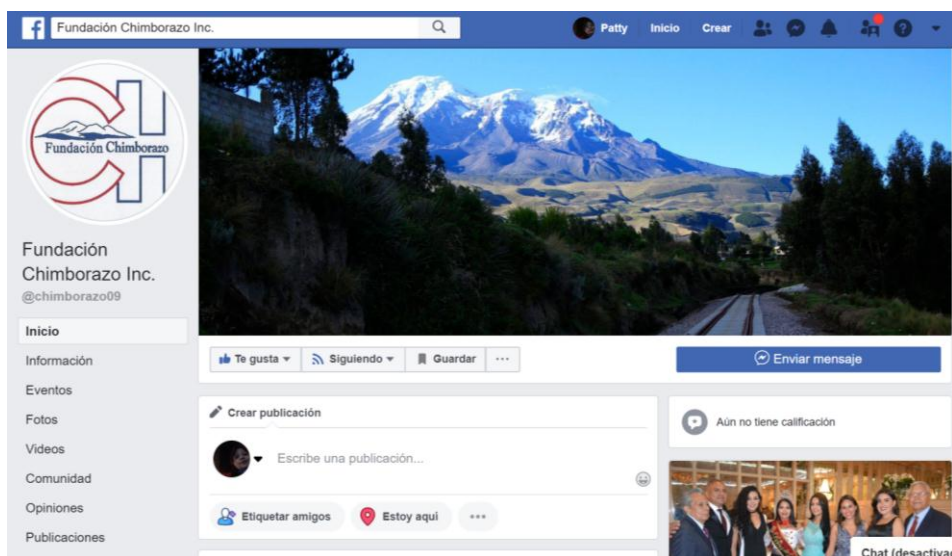 Fundación Chimborazo Inc.
Patty
Inicio
Crear
Fundación Chimborazo
Fundación
Chimborazo Inc.
@chimborazo09
Inicio
Información
Eventos
Fotos
Videos
Comunidad
Opiniones
Publicaciones
Te gusta
Siguiendo
Guardar
Enviar mensaje
Crear publicación
Escribe una publicación...
Etiquetar amigos
Estoy aquí
Aún no tiene calificación
Chat (desactiva